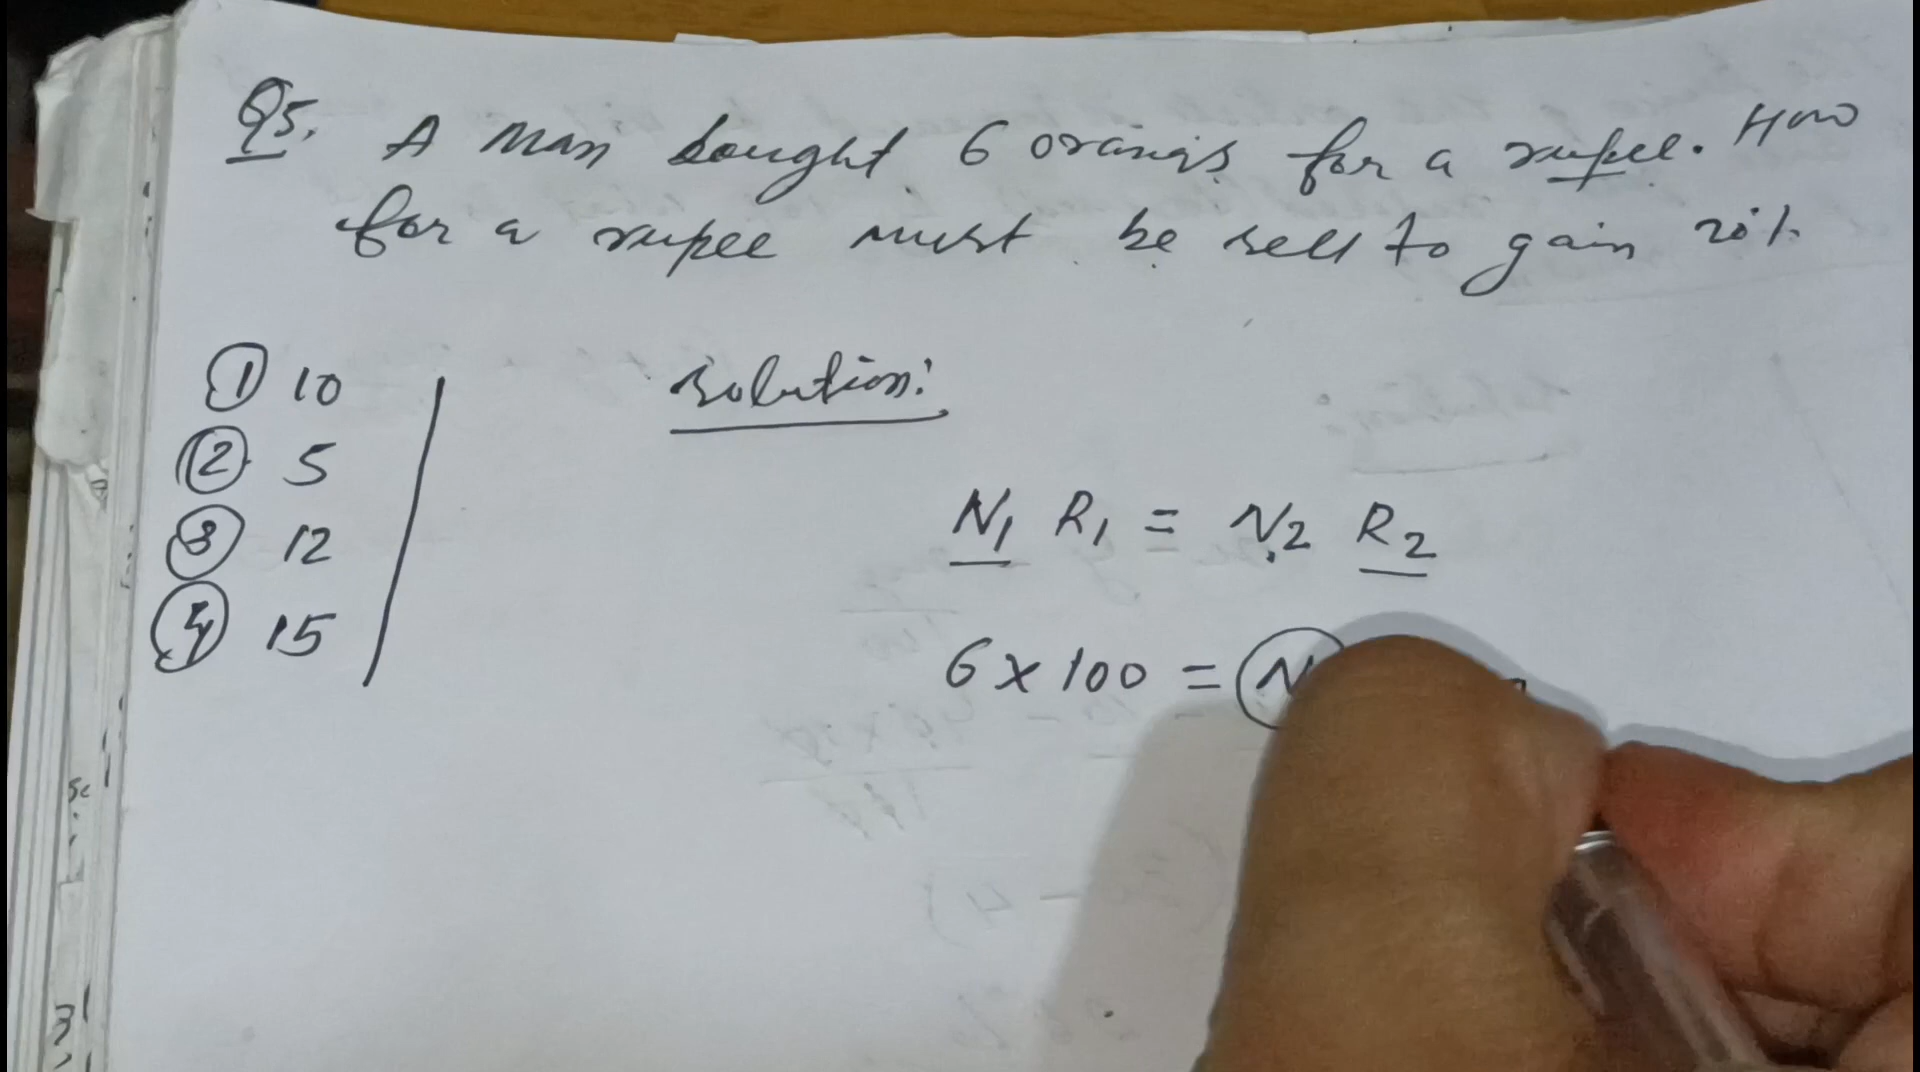 Q5. A man bought 6 oranges for a rupee. How
for a rupee must be sell to gain 20%
① 10
② 5
③ 12
④ 15
solution:
N1 R1 = N2 R2
6 x 100 = N